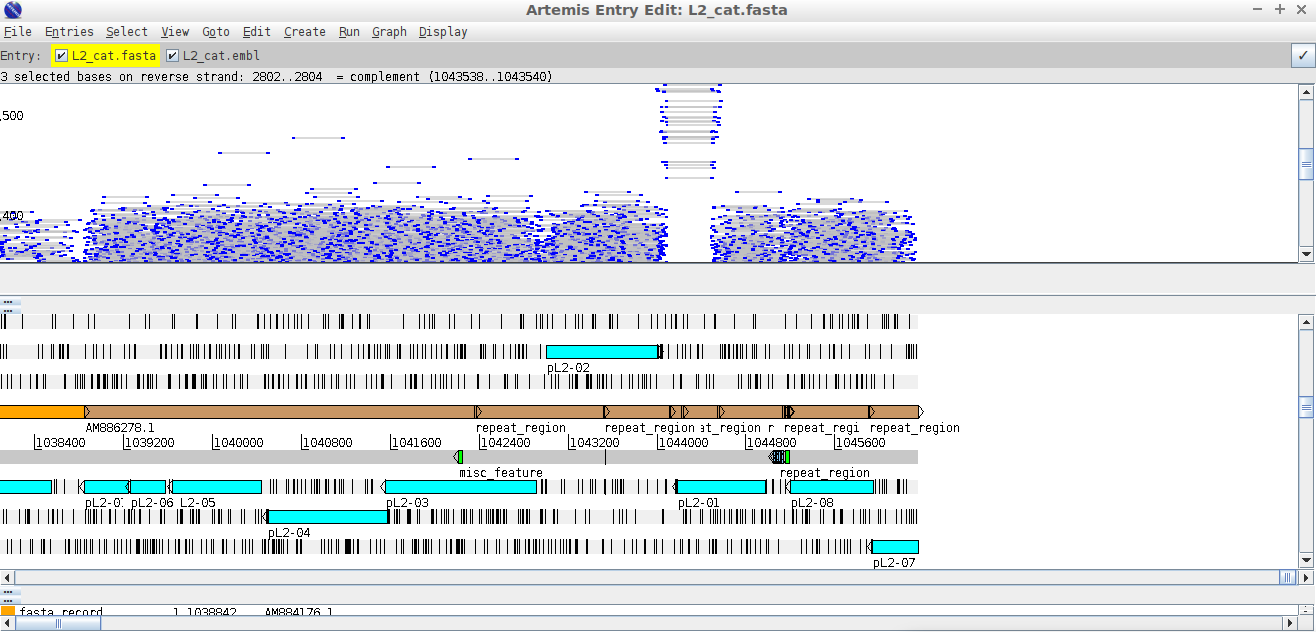 Artemis Entry Edit: L2_cat.fasta
File Entries Select View Goto Edit Create Run Graph Display
Entry: L2_cat.fasta L2_cat.embl
3 selected bases on reverse strand: 2802..2804 = complement (1043538..1043540)
,500
,400
pL2-02
AM886278.1 repeat_region repeat_region at_region r repeat_regi repeat_region
1038400 1039200 1040000 1040800 1041600 1042400 1043200 1044000 1044800 1045600
misc_feature repeat_region
pL2-0 pL2-06 L2-05 pL2-03 pL2-01 pL2-08
pL2-04
pL2-07
fasta_record 1 1038842 AM884176.1